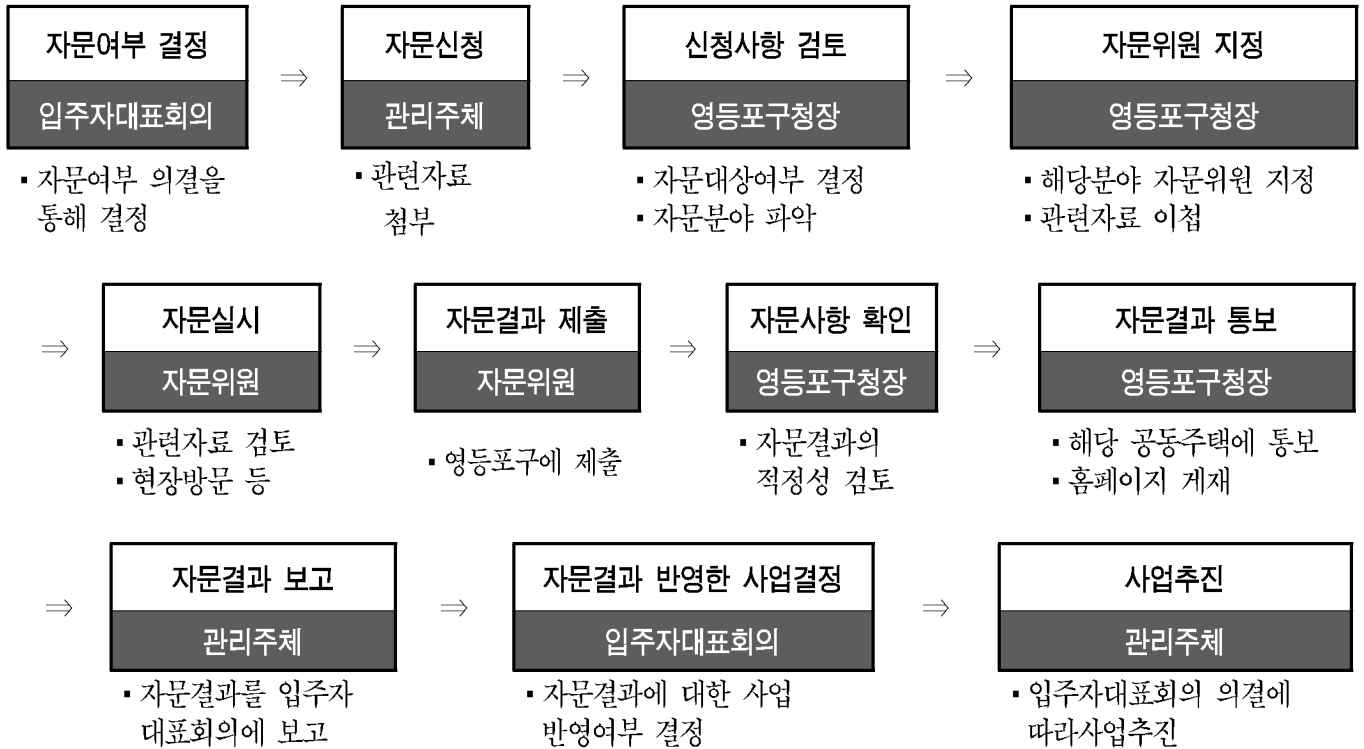 자문여부 결정
입주자대표회의
▪ 자문여부 의결을
통해 결정
⇒
자문신청
관리주체
▪ 관련자료
첨부
⇒
신청사항 검토
영등포구청장
▪ 자문대상여부 결정
▪ 자문분야 파악
⇒
자문위원 지정
영등포구청장
▪ 해당분야 자문위원 지정
▪ 관련자료 이첩
⇒
자문실시
자문위원
▪ 관련자료 검토
▪ 현장방문 등
⇒
자문결과 제출
자문위원
▪ 영등포구에 제출
⇒
자문사항 확인
영등포구청장
▪ 자문결과의
적정성 검토
⇒
자문결과 통보
영등포구청장
▪ 해당 공동주택에 통보
▪ 홈페이지 게재
⇒
자문결과 보고
관리주체
▪ 자문결과를 입주자
대표회의에 보고
⇒
자문결과 반영한 사업결정
입주자대표회의
▪ 자문결과에 대한 사업
반영여부 결정
⇒
사업추진
관리주체
▪ 입주자대표회의 의결에
따라사업추진